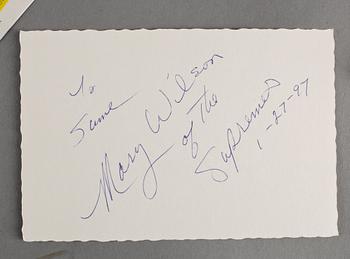 To
Jame
Mary Wilson
of The
Supremes
1-27-97